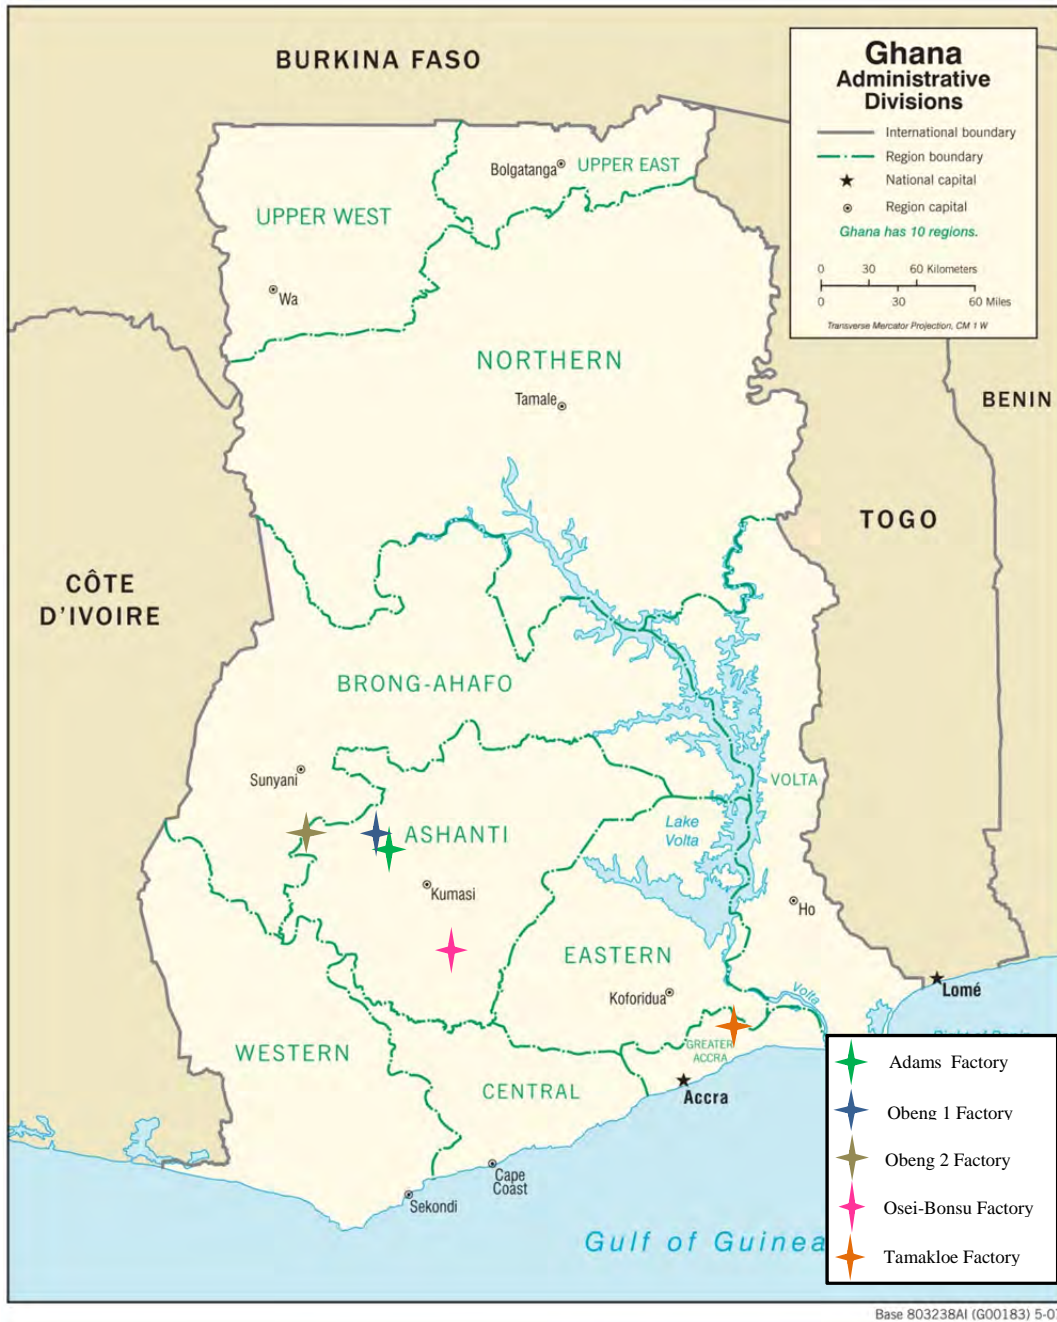 BURKINA FASO
Ghana
Administrative
Divisions
International boundary
Region boundary
National capital
Region capital
Ghana has 10 regions.
0 30 60 Kilometers
0 30 60 Miles
Transverse Mercator Projection, CM 1 W
Bolgatanga
UPPER EAST
UPPER WEST
Wa
NORTHERN
Tamale
BENIN
TOGO
CÔTE
D'IVOIRE
BRONG-AHAFO
Sunyani
VOLTA
ASHANTI
Lake
Volta
Kumasi
Ho
EASTERN
Koforidua
Volta
Lomé
WESTERN
GREATER
ACCRA
CENTRAL
Accra
Cape
Coast
Sekondi
Gulf of Guinea
Adams Factory
Obeng 1 Factory
Obeng 2 Factory
Osei-Bonsu Factory
Tamakloe Factory
Base 803238AI (G00183) 5-07